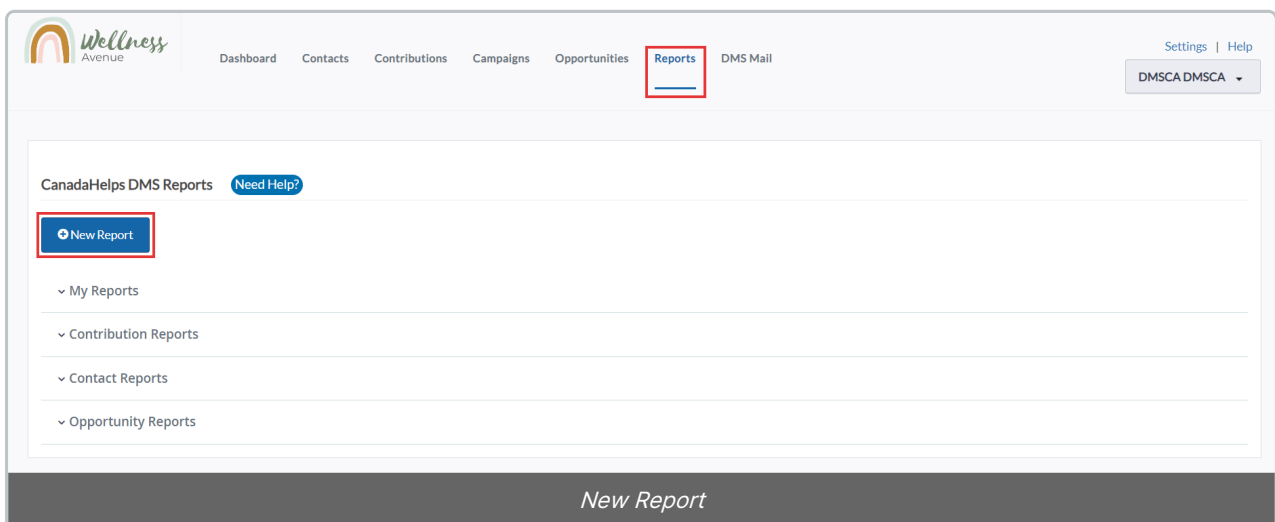 Wellness
Avenue
Dashboard Contacts Contributions Campaigns Opportunities Reports DMS Mail
Settings | Help
DMSCA DMSCA
CanadaHelps DMS Reports Need Help?
New Report
My Reports
Contribution Reports
Contact Reports
Opportunity Reports
New Report